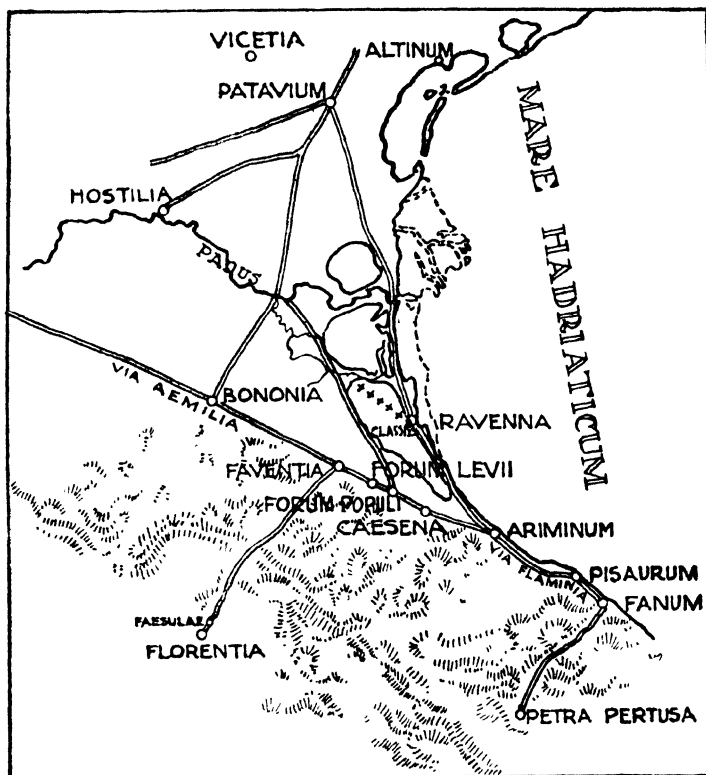 VICETIA
ALTINUM
PATAVIUM
MARE HADRIATICUM
HOSTILIA
PADUS
VIA AEMILIA
BONONIA
RAVENNA
CLASSIS
FAVENTIA
FORUM LEVII
FORUM POPULI
CAESENA
ARIMINUM
VIA FLAMINIA
PISAURUM
FANUM
FAESULAE
FLORENTIA
PETRA PERTUSA